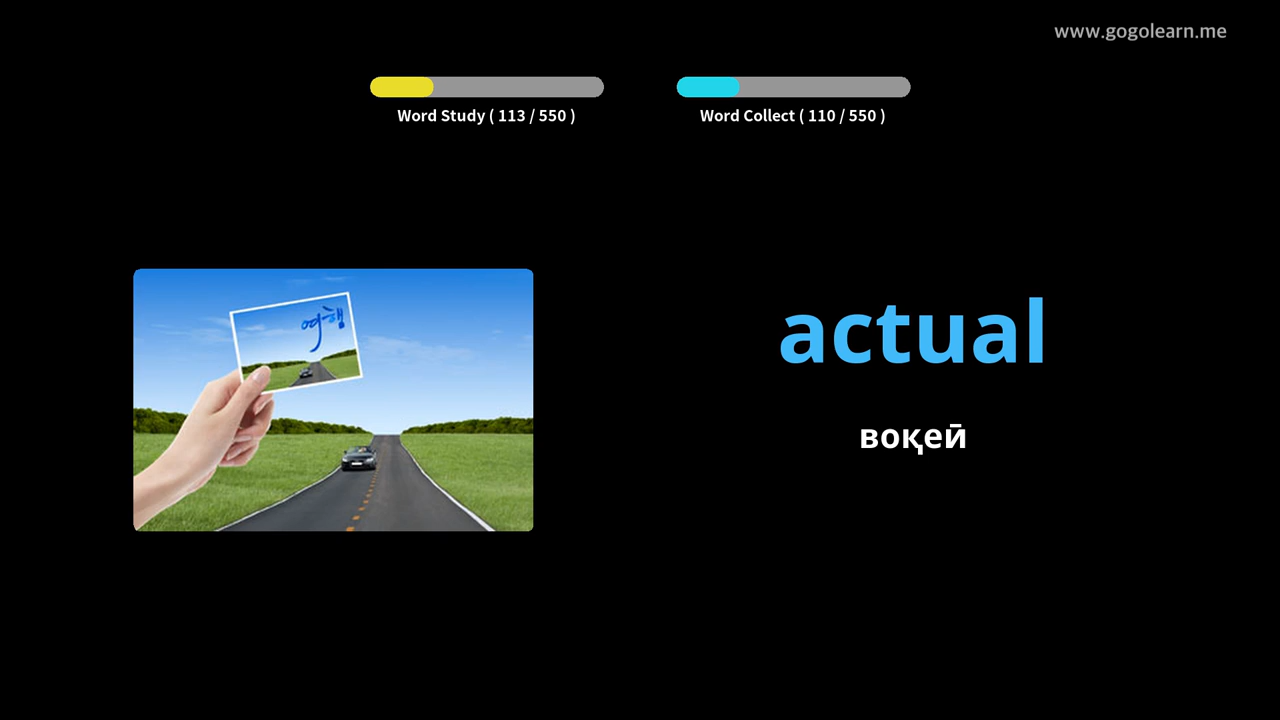 www.gogolearn.me
Word Study ( 113 / 550 )
Word Collect ( 110 / 550 )
여행
actual
воқеӣ